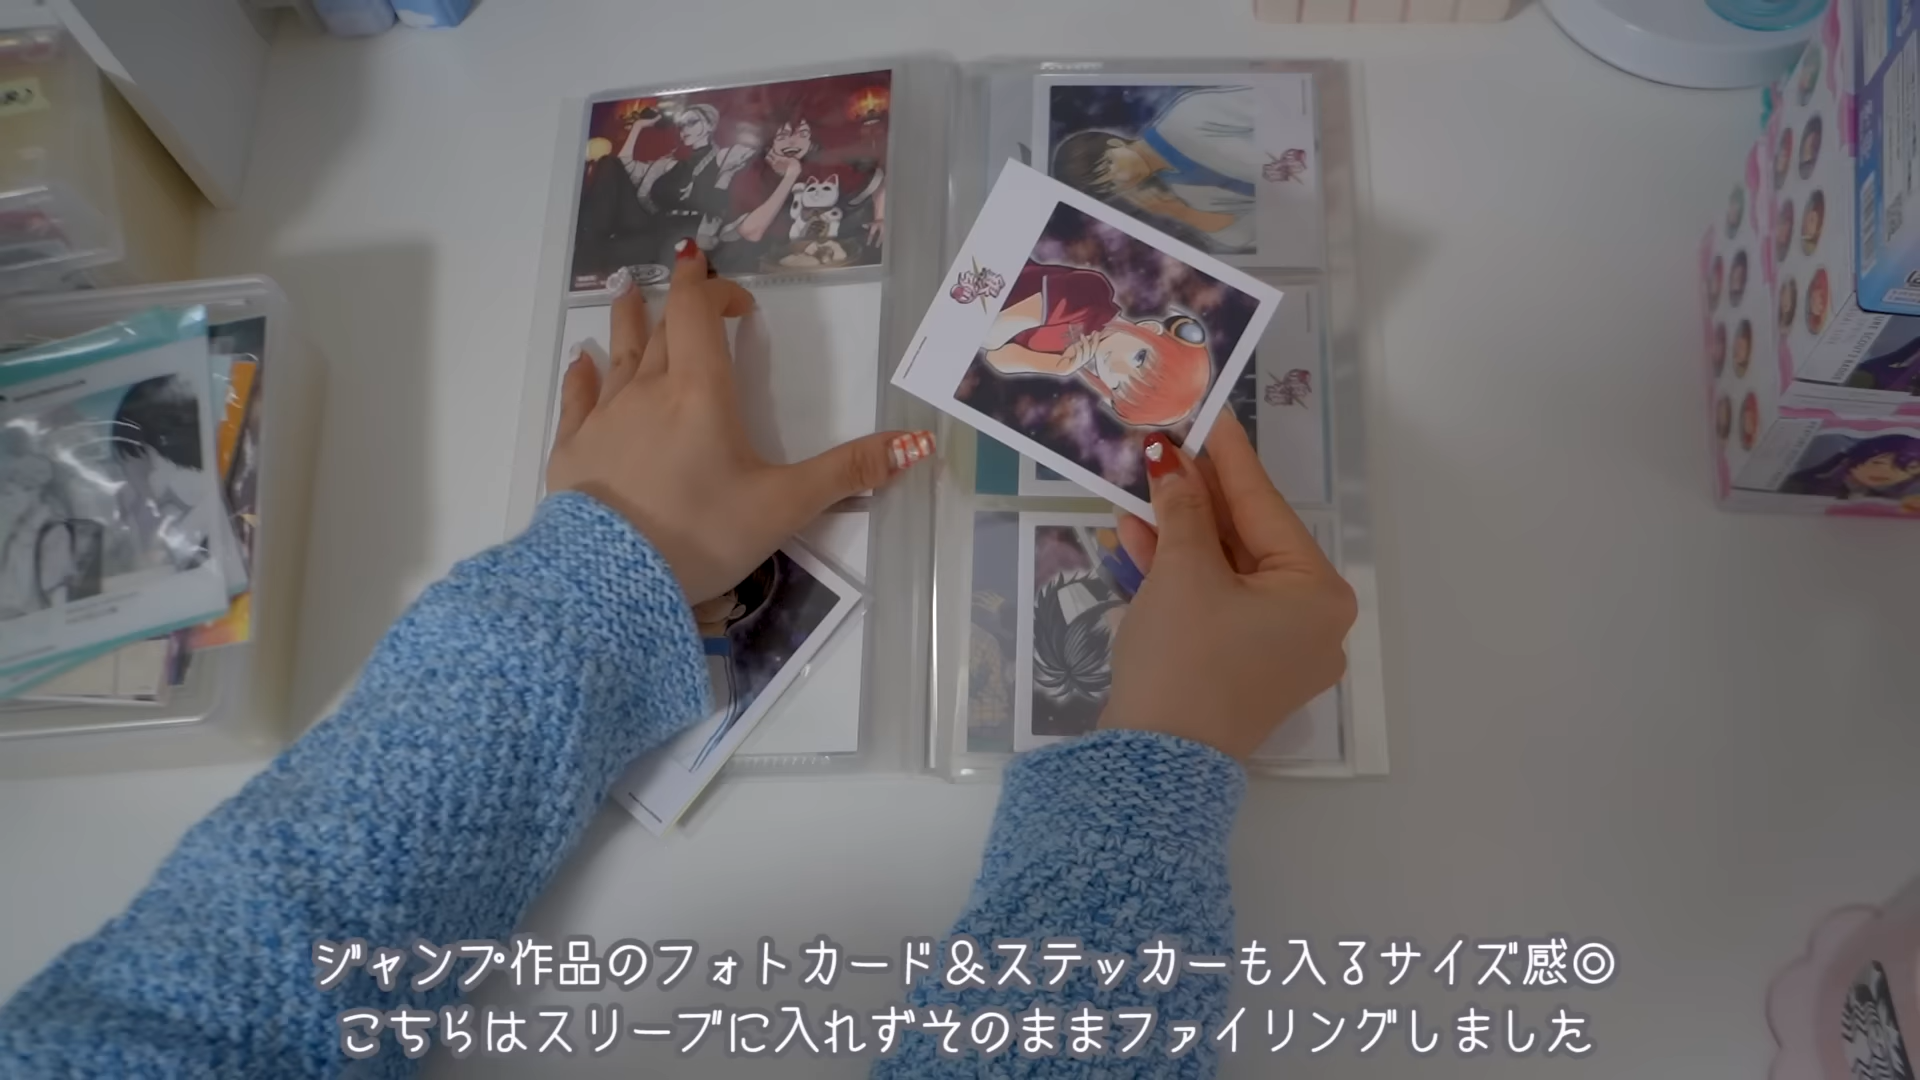 ジャンプ作品のフォトカード＆ステッカーも入るサイズ感◎
こちらはスリーブに入れずそのままファイリングしました